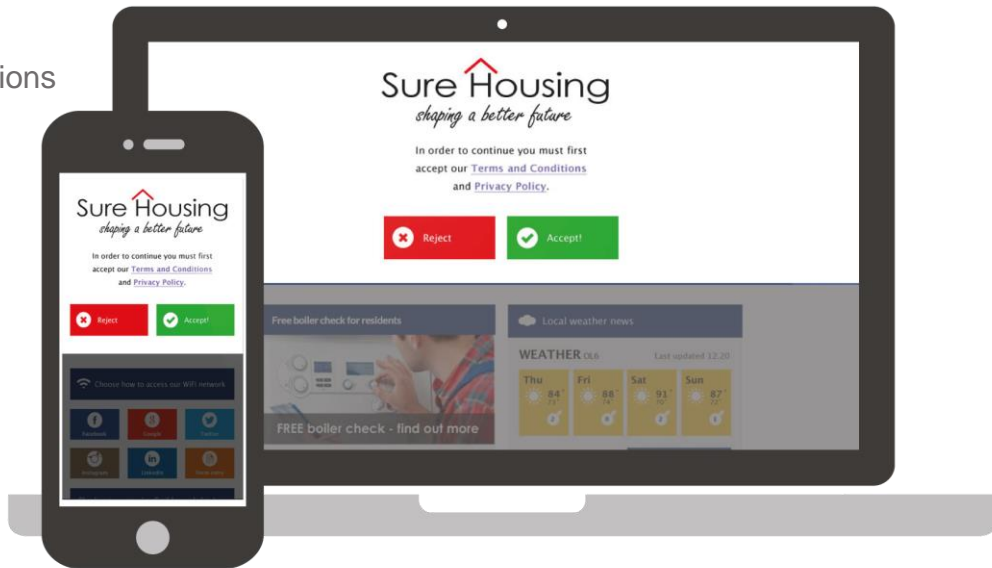 ions
Sure Housing
shaping a better future
In order to continue you must first
accept our Terms and Conditions
and Privacy Policy.
Reject
Accept!
Free boiler check for residents
FREE boiler check - find out more
Local weather news
WEATHER OL6
Last updated 12.20
Thu
Fri
Sat
Sun
84°
88°
91°
87°
Sure Housing
shaping a better future
In order to continue you must first
accept our Terms and Conditions
and Privacy Policy.
Reject
Accept!
Choose how to access our WiFi network
Facebook
Google
Twitter
Instagram
LinkedIn